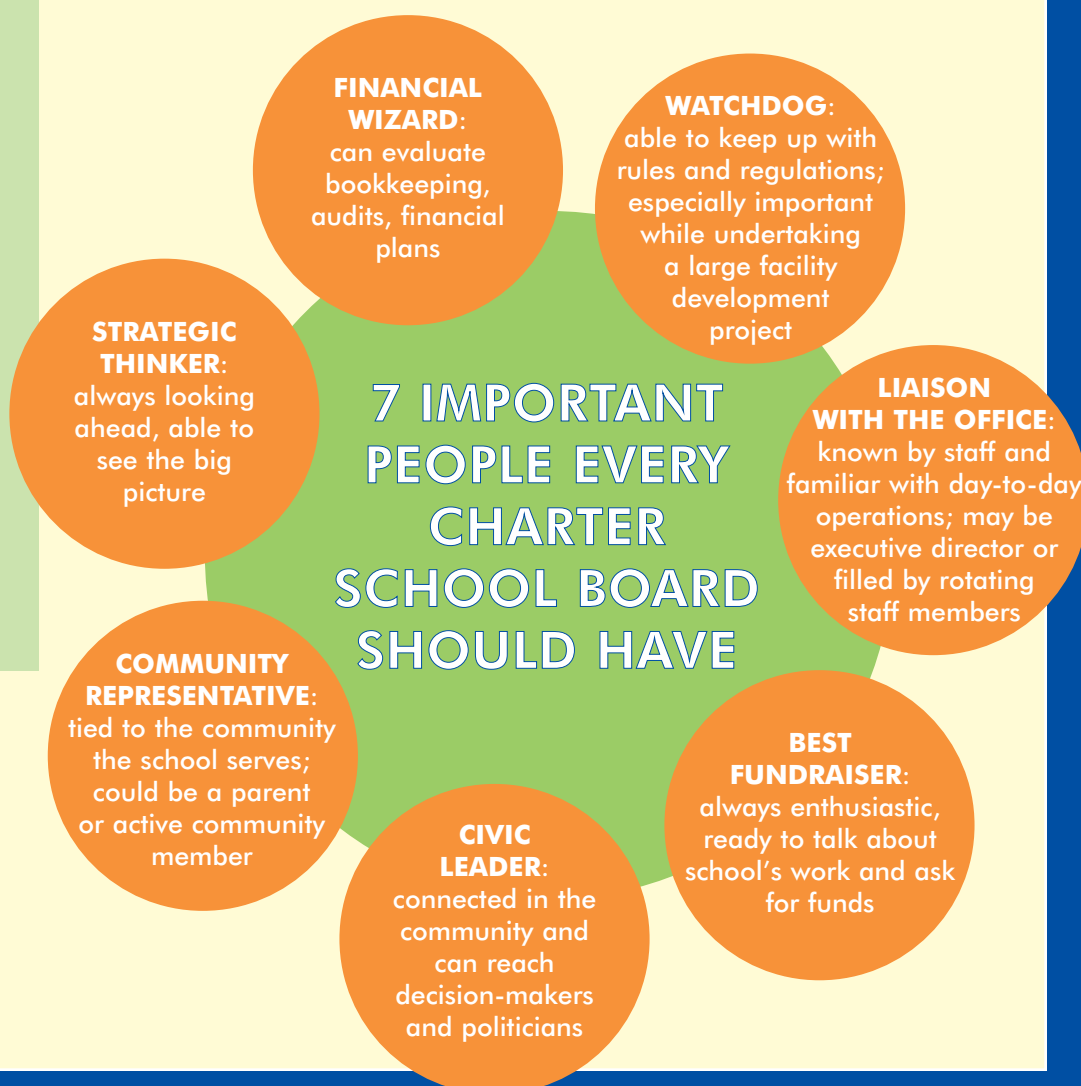 7 IMPORTANT
PEOPLE EVERY
CHARTER
SCHOOL BOARD
SHOULD HAVE
FINANCIAL
WIZARD:
can evaluate
bookkeeping,
audits, financial
plans
WATCHDOG:
able to keep up with
rules and regulations;
especially important
while undertaking
a large facility
development
project
LIAISON
WITH THE OFFICE:
known by staff and
familiar with day-to-day
operations; may be
executive director or
filled by rotating
staff members
BEST
FUNDRAISER:
always enthusiastic,
ready to talk about
school’s work and ask
for funds
CIVIC
LEADER:
connected in the
community and
can reach
decision-makers
and politicians
COMMUNITY
REPRESENTATIVE:
tied to the community
the school serves;
could be a parent
or active community
member
STRATEGIC
THINKER:
always looking
ahead, able to
see the big
picture